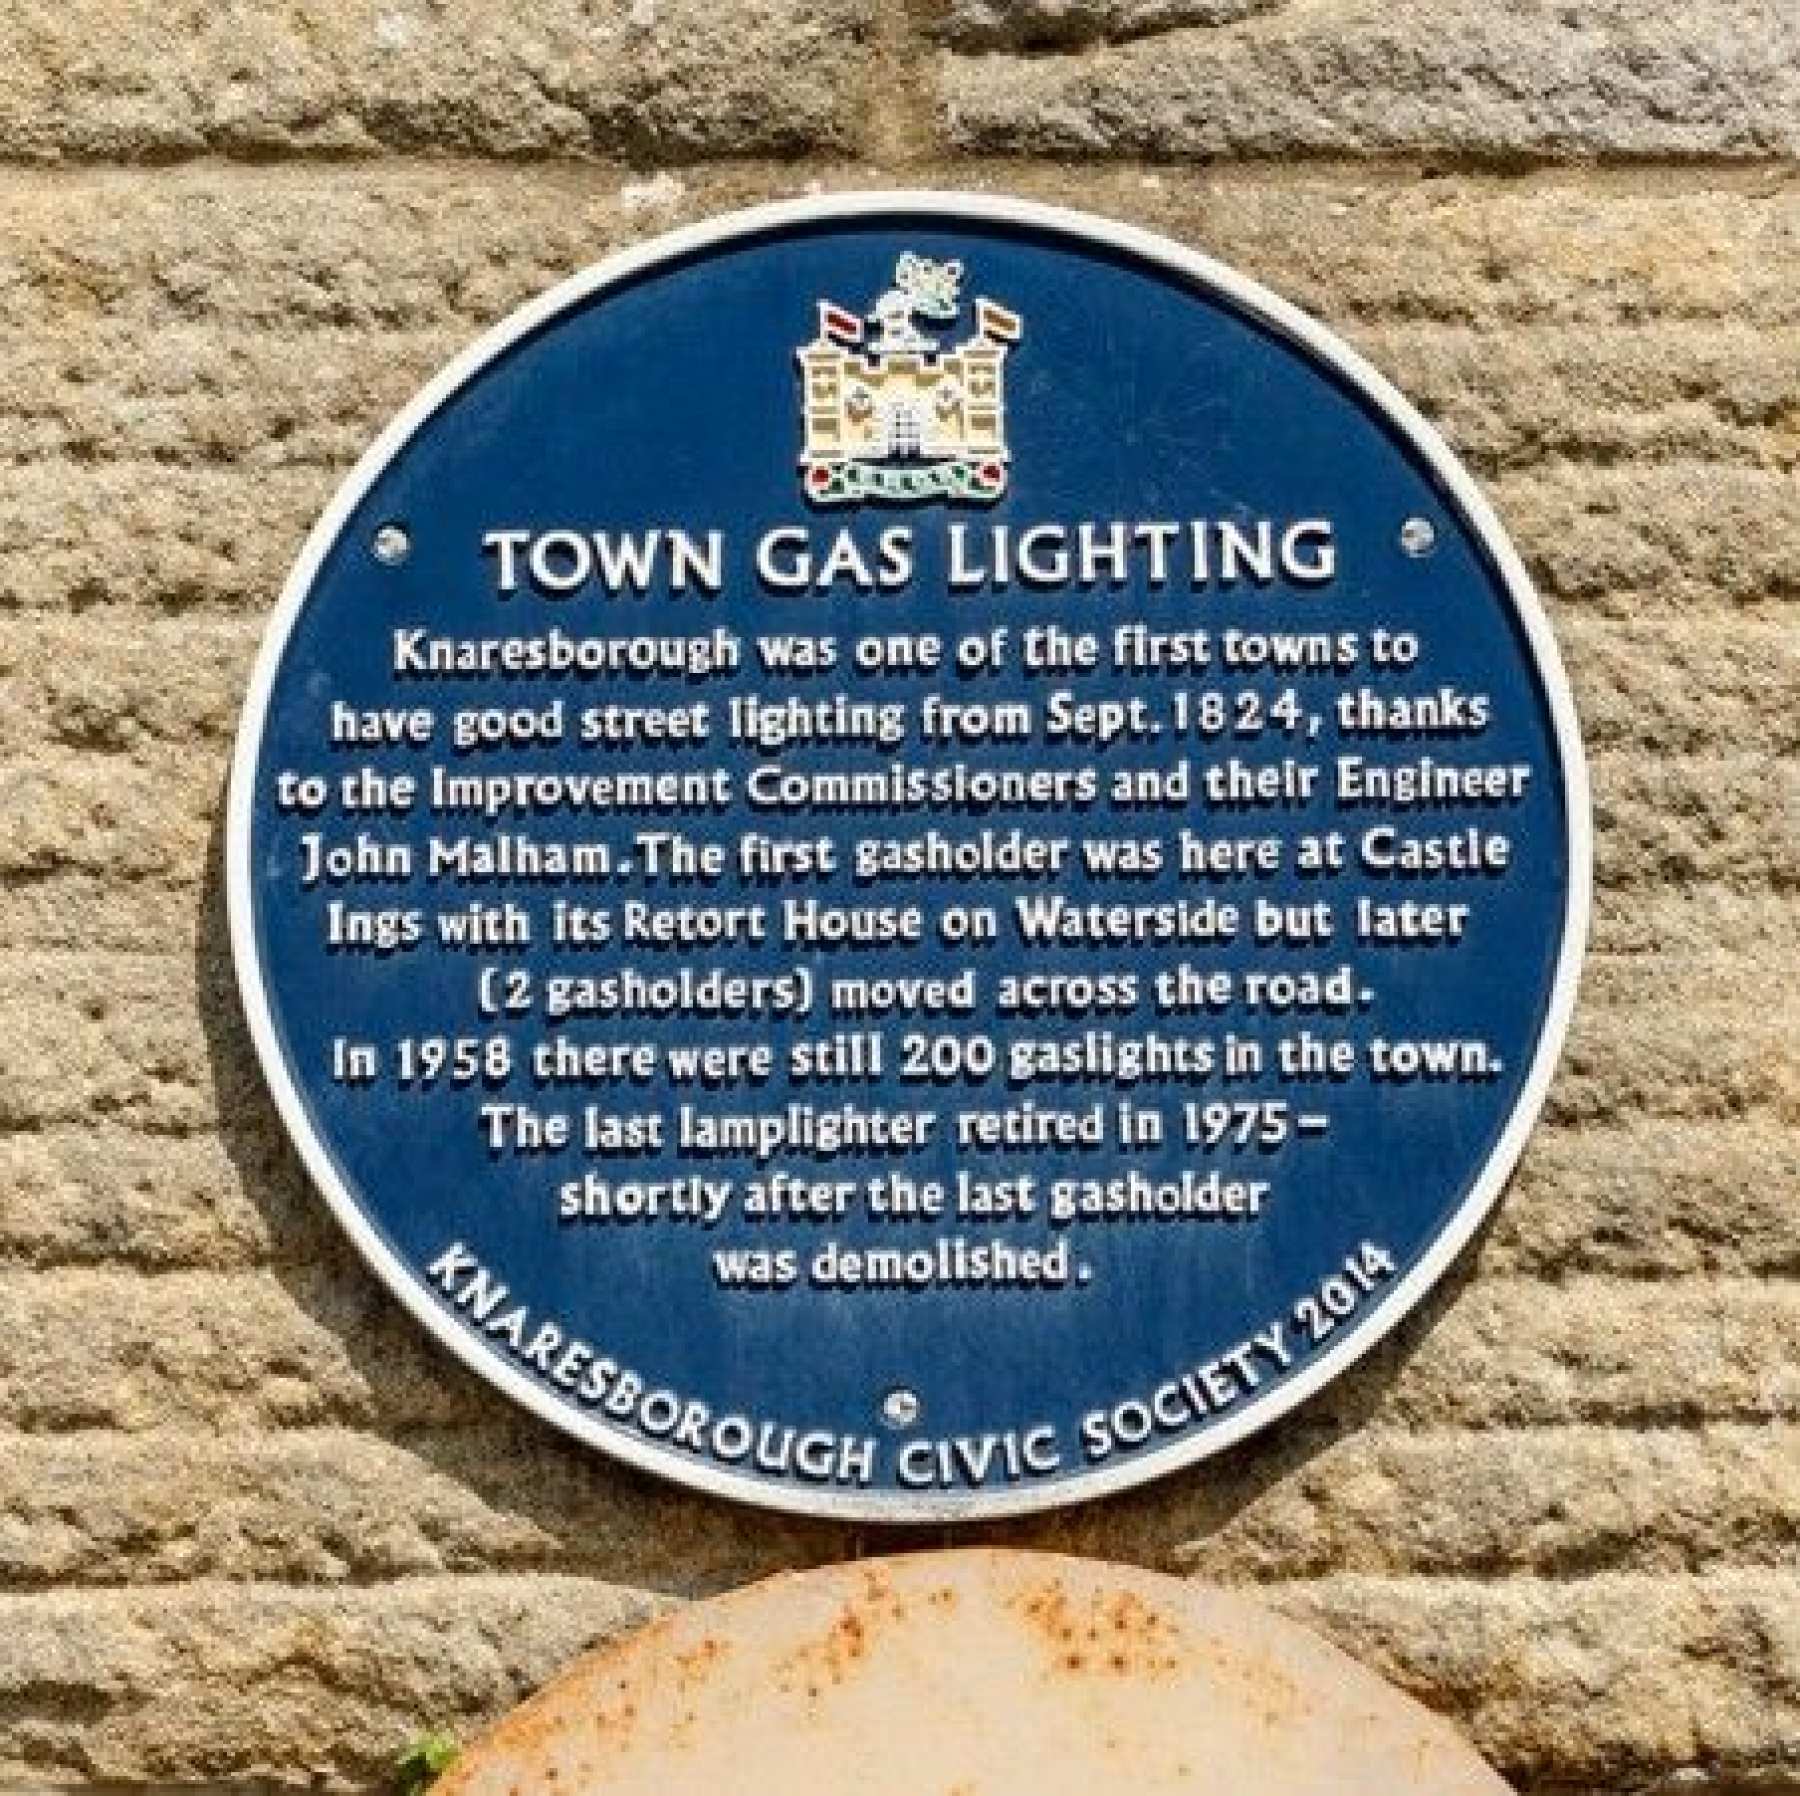 TOWN GAS LIGHTING
Knaresborough was one of the first towns to
have good street lighting from Sept. 1824, thanks
to the Improvement Commissioners and their Engineer
John Malham. The first gasholder was here at Castle
Ings with its Retort House on Waterside but later
(2 gasholders) moved across the road.
In 1958 there were still 200 gaslights in the town.
The last lamplighter retired in 1975 –
shortly after the last gasholder
was demolished.
KNARESBOROUGH CIVIC SOCIETY 2014